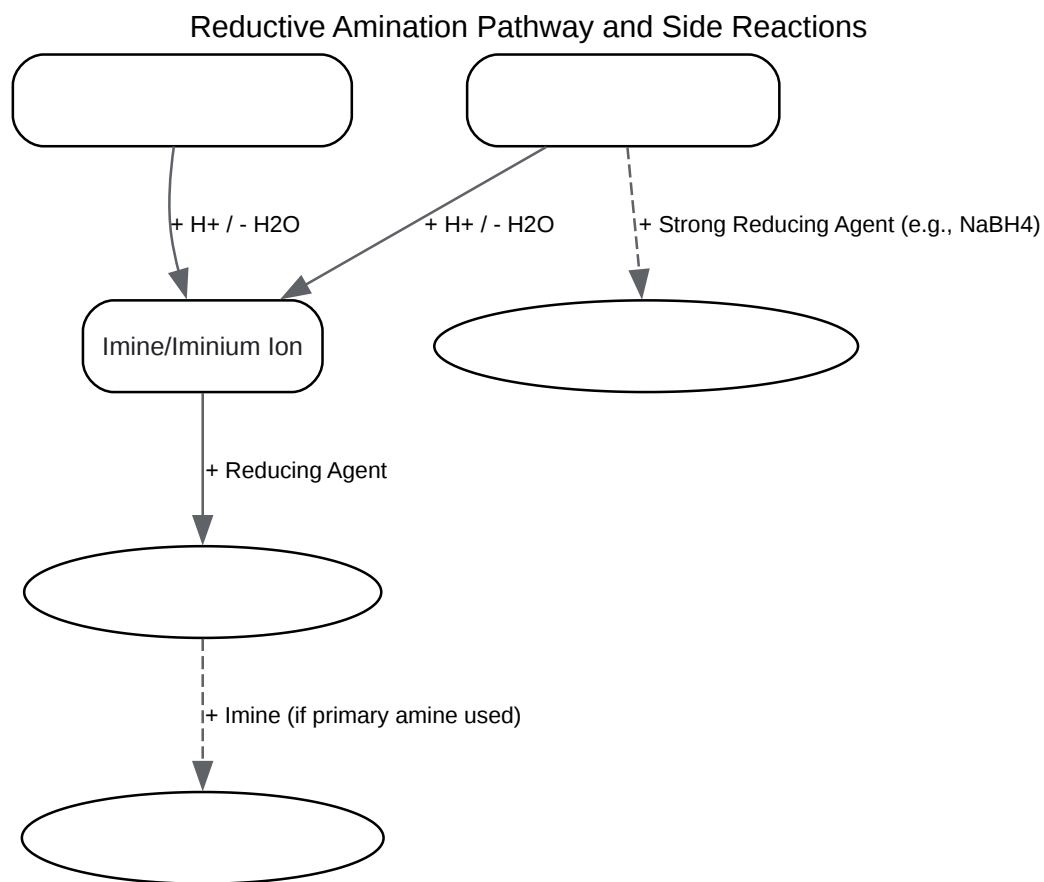 Reductive Amination Pathway and Side Reactions
+ H+ / - H2O
+ H+ / - H2O
+ Strong Reducing Agent (e.g., NaBH4)
Imine/Iminium Ion
+ Reducing Agent
+ Imine (if primary amine used)